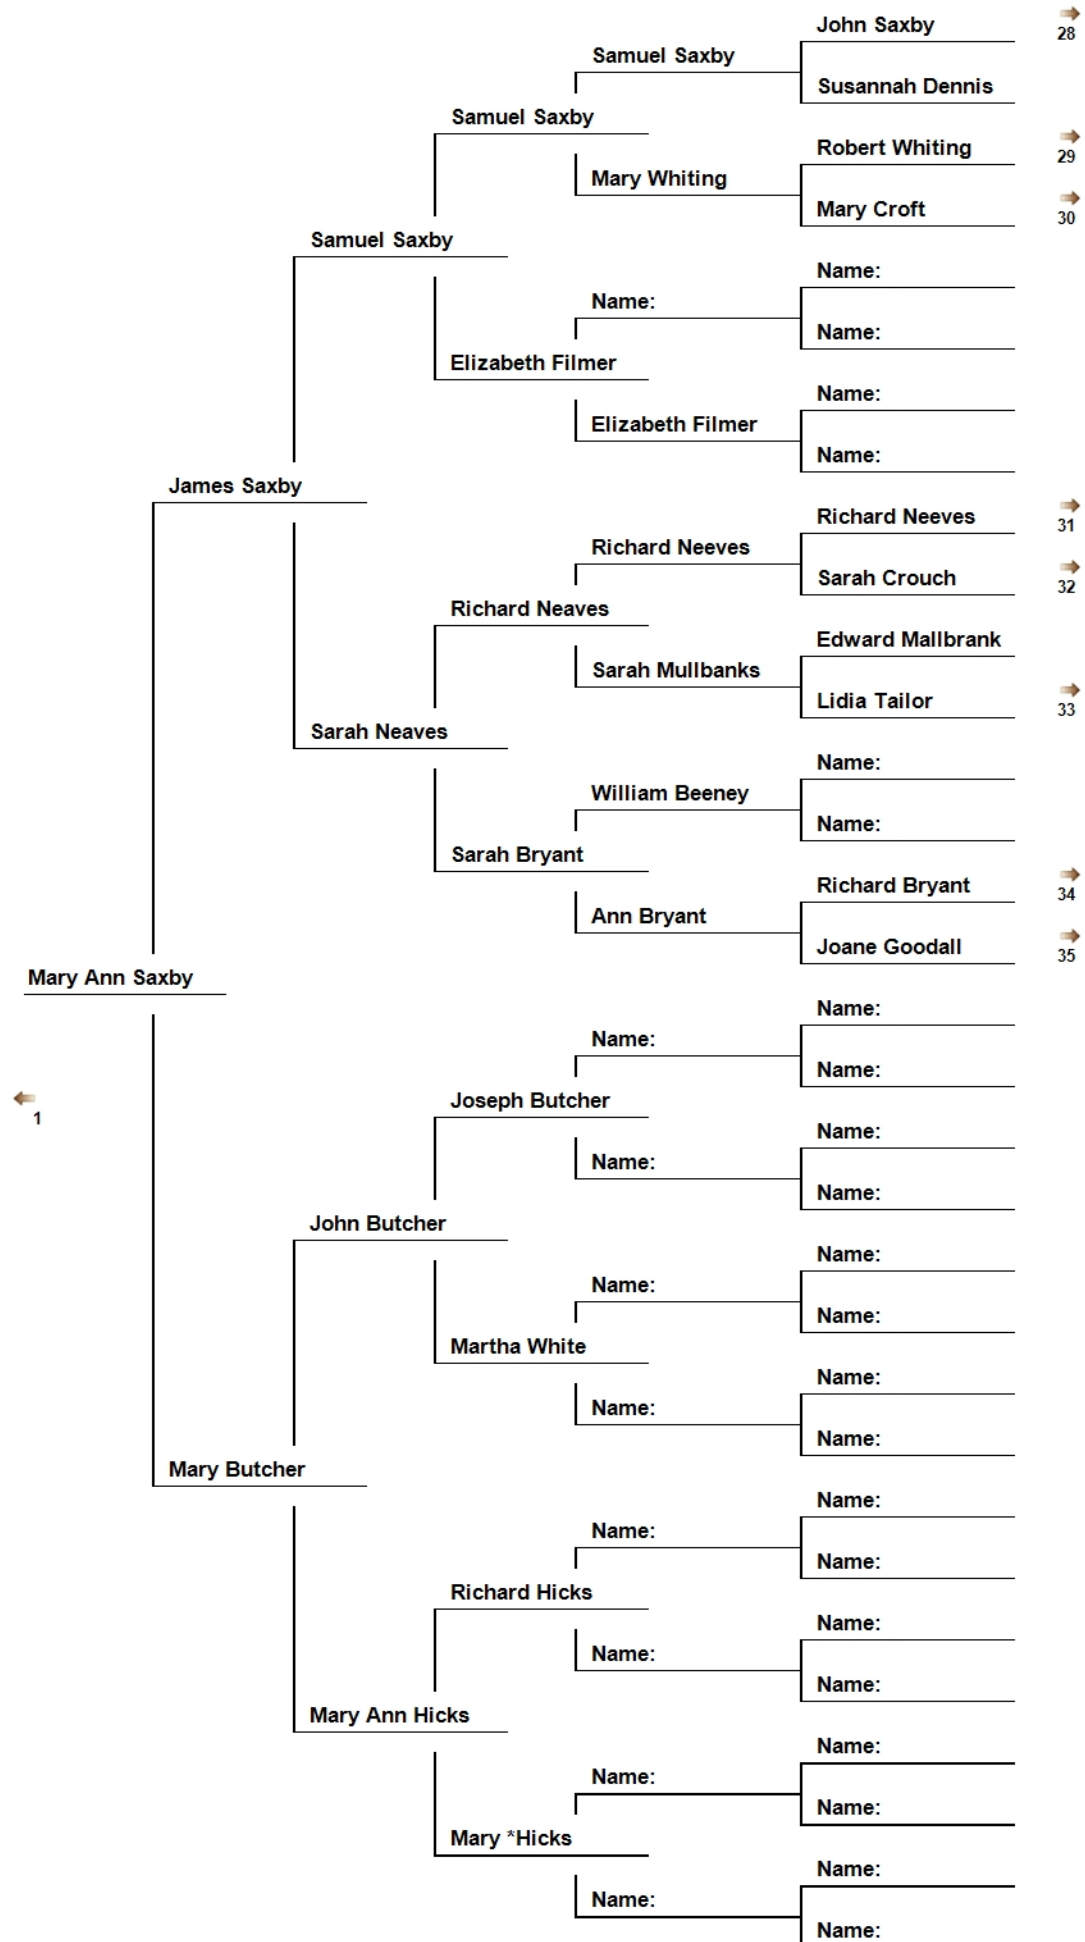 John Saxby
28
Samuel Saxby
Susannah Dennis
Samuel Saxby
Robert Whiting
29
Mary Whiting
Mary Croft
30
Samuel Saxby
Name:
Name:
Name:
Elizabeth Filmer
Name:
Elizabeth Filmer
Name:
James Saxby
Richard Neeves
31
Richard Neeves
Sarah Crouch
32
Richard Neaves
Edward Mallbrank
Sarah Mullbanks
Lidia Tailor
33
Sarah Neaves
Name:
William Beeney
Name:
Sarah Bryant
Richard Bryant
34
Ann Bryant
Joane Goodall
35
Mary Ann Saxby
Name:
Name:
Name:
1
Joseph Butcher
Name:
Name:
Name:
John Butcher
Name:
Name:
Name:
Martha White
Name:
Name:
Name:
Mary Butcher
Name:
Name:
Name:
Richard Hicks
Name:
Name:
Name:
Mary Ann Hicks
Name:
Name:
Name:
Mary *Hicks
Name:
Name:
Name: